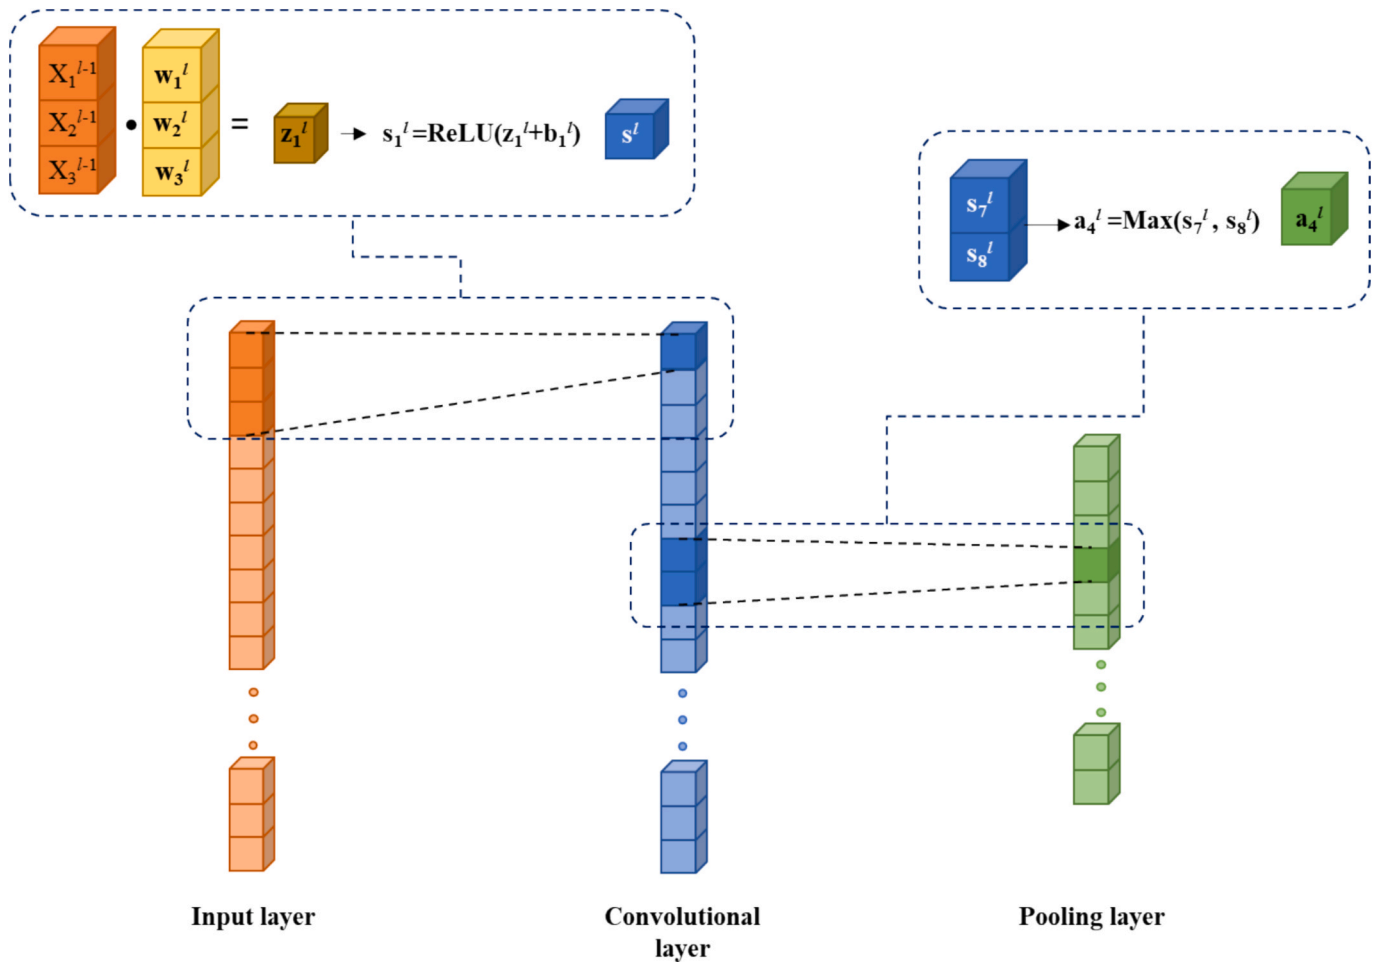 X₁ˡ⁻¹ w₁ˡ
X₂ˡ⁻¹ • w₂ˡ = z₁ˡ → s₁ˡ=ReLU(z₁ˡ+b₁ˡ) sˡ
X₃ˡ⁻¹ w₃ˡ
s₇ˡ
→ a₄ˡ=Max(s₇ˡ, s₈ˡ) a₄ˡ
s₈ˡ
Input layer
Convolutional
layer
Pooling layer